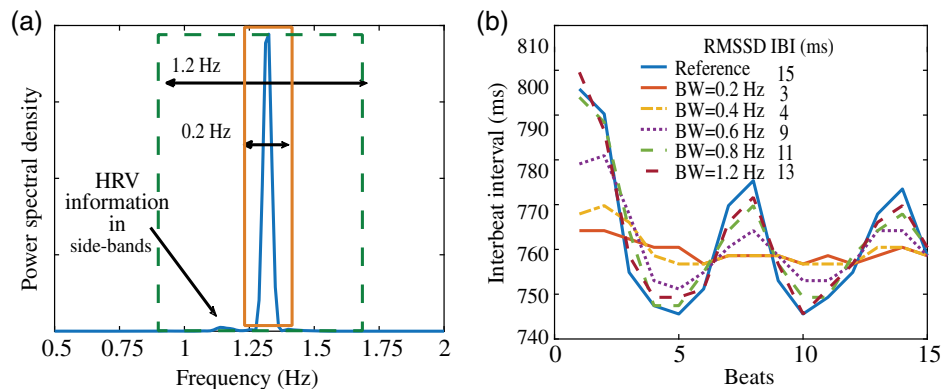 (a)
Power spectral density
1.2 Hz
0.2 Hz
HRV
information
in
side-bands
0.5
1
1.25
1.5
1.75
2
Frequency (Hz)
(b)
Interbeat interval (ms)
810
800
790
780
770
760
750
740
RMSSD IBI (ms)
Reference 15
BW=0.2 Hz 3
BW=0.4 Hz 4
BW=0.6 Hz 9
BW=0.8 Hz 11
BW=1.2 Hz 13
0
5
10
15
Beats